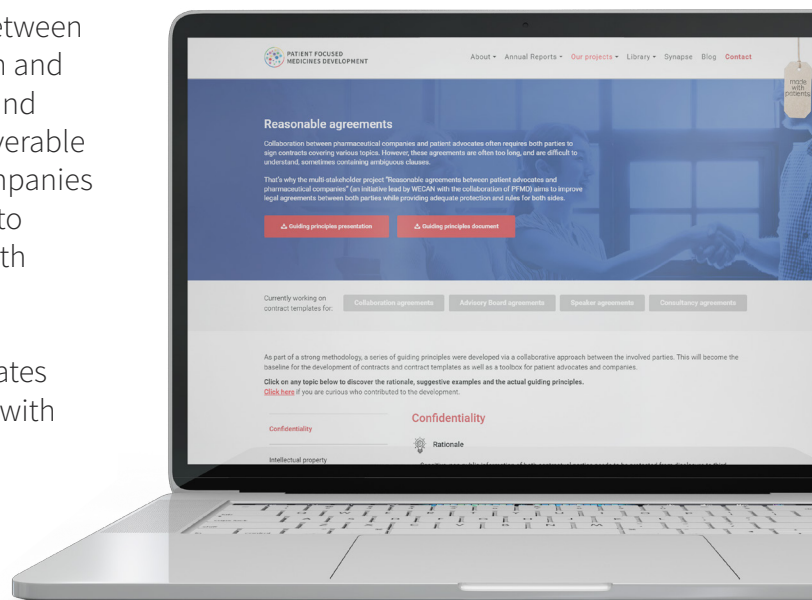 etween
and
nd
verable
mpanies
to
th
ates
with
PATIENT FOCUSED
MEDICINES DEVELOPMENT
About
Annual Reports
Our projects
Library
Synapse
Blog
Contact
made
with
patients
Reasonable agreements
Collaboration between pharmaceutical companies and patient advocates often requires both parties to
sign contracts covering various topics. However, these agreements are often too long, and are difficult to
understand, sometimes containing ambiguous clauses.
That's why the multi-stakeholder project "Reasonable agreements between patient advocates and
pharmaceutical companies" (an initiative lead by WECAN with the collaboration of PFMD) aims to improve
legal agreements between both parties while providing adequate protection and rules for both sides.
Guiding principles presentation
Guiding principles document
Currently working on
contract templates for:
Collaboration agreements
Advisory Board agreements
Speaker agreements
Consultancy agreements
As part of a strong methodology, a series of guiding principles were developed via a collaborative approach between the involved parties. This will become the
baseline for the development of contracts and contract templates as well as a toolbox for patient advocates and companies.
Click on any topic below to discover the rationale, suggestive examples and the actual guiding principles.
Click here if you are curious who contributed to the development.
Confidentiality
Intellectual property
Confidentiality
Rationale